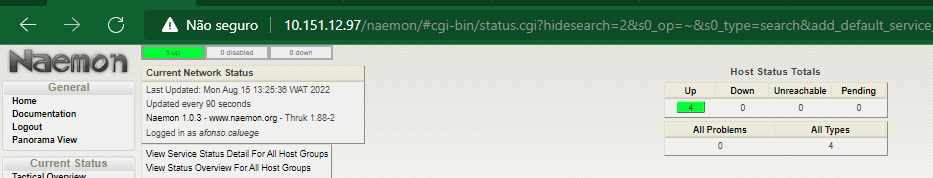 Não seguro
10.151.12.97/naemon/#cgi-bin/status.cgi?hidesearch=2&s0_op=~&s0_type=search&add_default_service_
Naemon
General
Home
Documentation
Logout
Panorama View
Current Status
Tactical Overview
5 up
0 disabled
0 down
Current Network Status
Last Updated: Mon Aug 15 13:25:36 WAT 2022
Updated every 90 seconds
Naemon 1.0.3 - www.naemon.org - Thruk 1.88-2
Logged in as afonso.caluege
View Service Status Detail For All Host Groups
View Status Overview For All Host Groups
Host Status Totals
Up Down Unreachable Pending
4 0 0 0
All Problems All Types
0 4